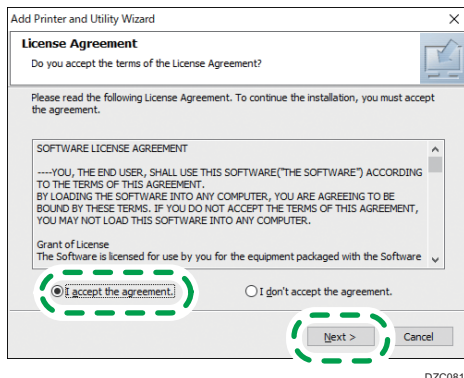 Add Printer and Utility Wizard
License Agreement
Do you accept the terms of the License Agreement?
Please read the following License Agreement. To continue the installation, you must accept
the agreement.
SOFTWARE LICENSE AGREEMENT
----YOU, THE END USER, SHALL USE THIS SOFTWARE("THE SOFTWARE") ACCORDING
TO THE TERMS OF THIS AGREEMENT.
BY LOADING THE SOFTWARE INTO ANY COMPUTER, YOU ARE AGREEING TO BE
BOUND BY THESE TERMS. IF YOU DO NOT ACCEPT THE TERMS OF THIS AGREEMENT,
YOU MAY NOT LOAD THIS SOFTWARE INTO ANY COMPUTER.
Grant of License
The Software is licensed for use by you for the equipment packaged with the Software
I accept the agreement. I don't accept the agreement.
Next > Cancel
DZC081